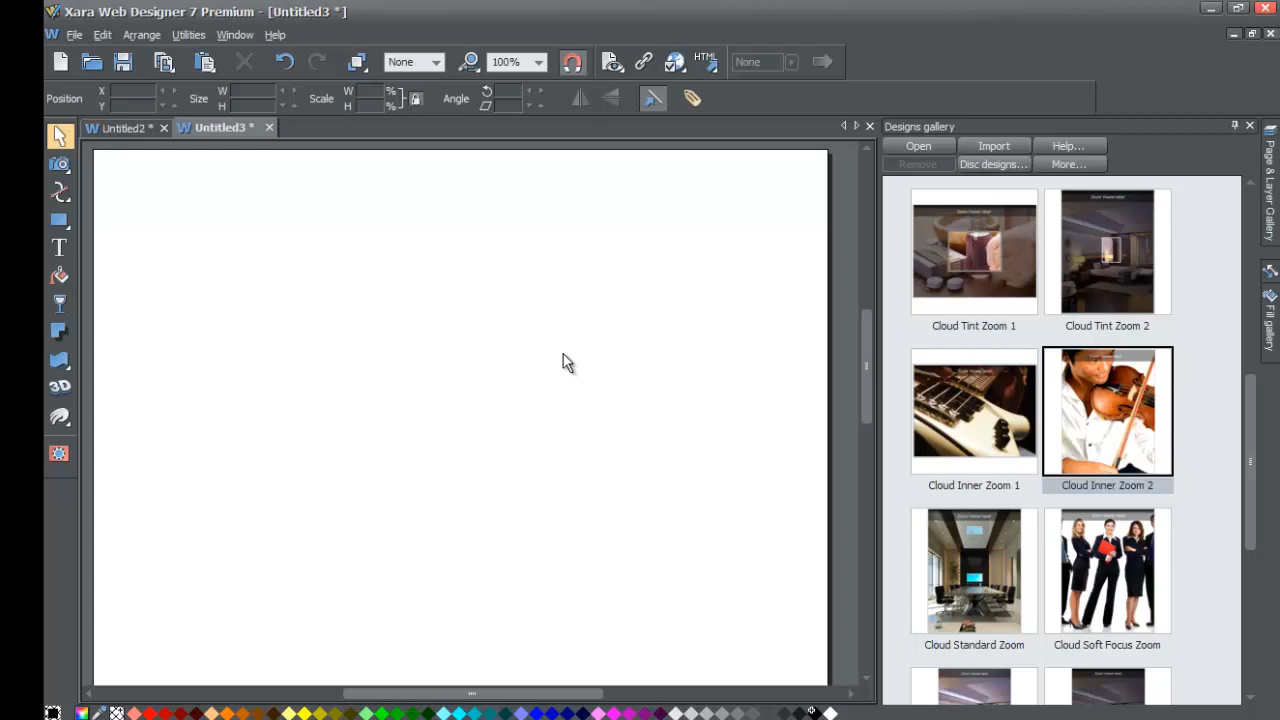 Xara Web Designer 7 Premium - [Untitled3 *]
File Edit Arrange Utilities Window Help
None 100% HTML None
Position X Y Size W H Scale W H % % Angle
Untitled2 * Untitled3 * Designs gallery
Open Import Help...
Remove Disc designs... More...
Page & Layer Gallery
Fill gallery
T
3D
Cloud Tint Zoom 1 Cloud Tint Zoom 2
Cloud Inner Zoom 1 Cloud Inner Zoom 2
Cloud Standard Zoom Cloud Soft Focus Zoom